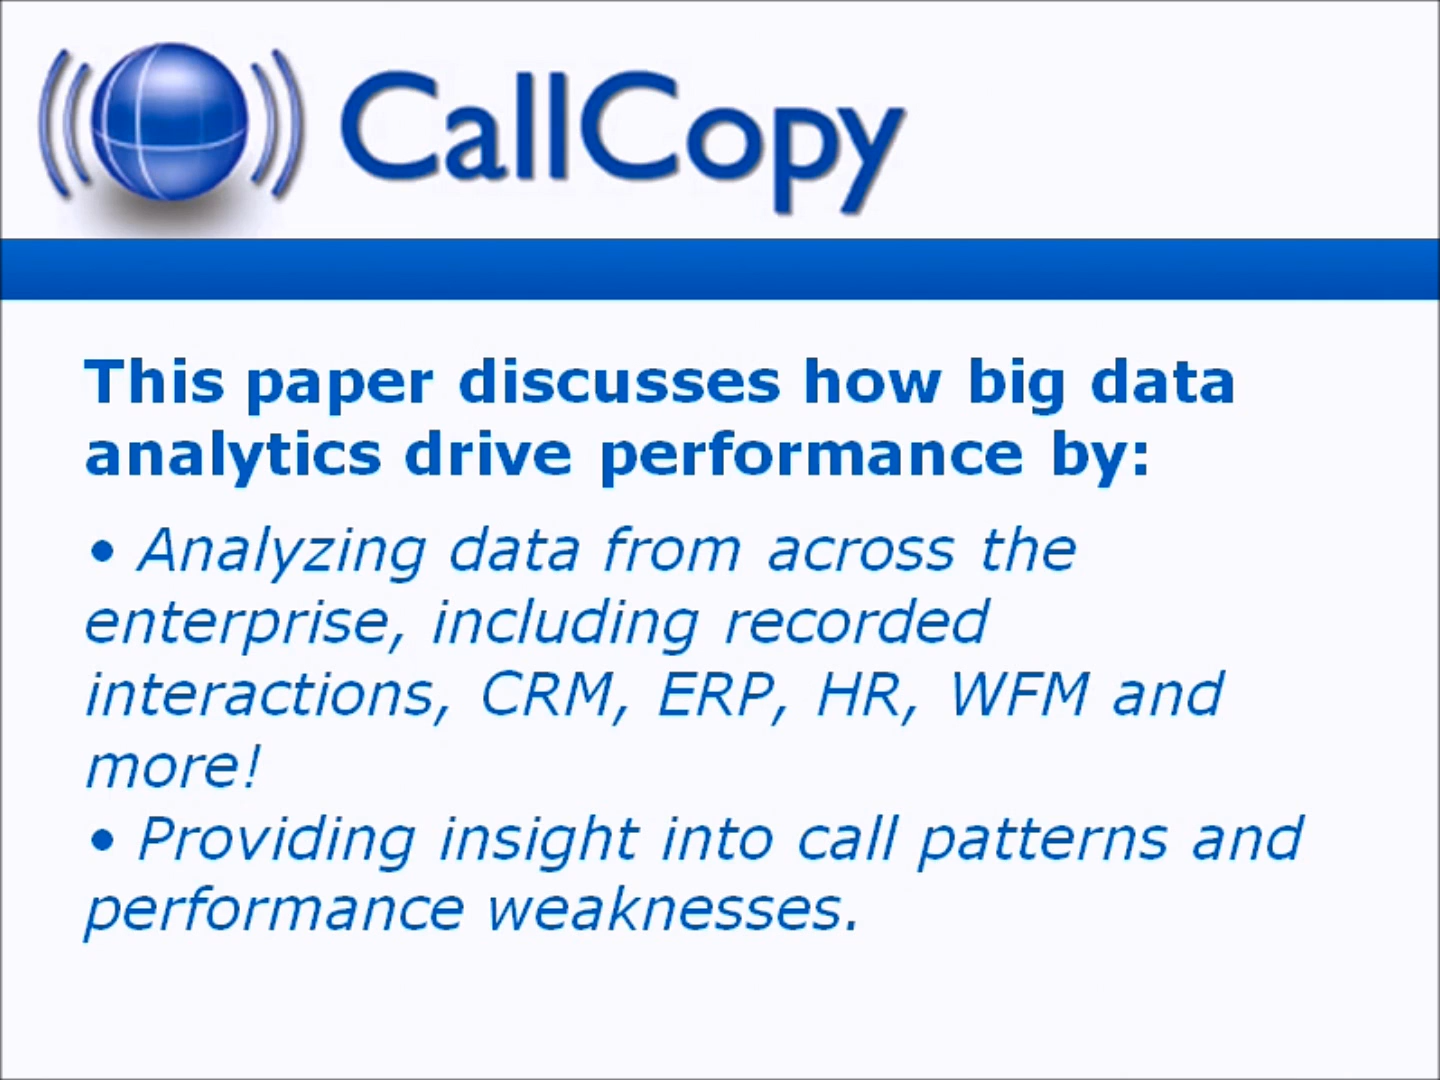 CallCopy
This paper discusses how big data
analytics drive performance by:
• Analyzing data from across the
enterprise, including recorded
interactions, CRM, ERP, HR, WFM and
more!
• Providing insight into call patterns and
performance weaknesses.